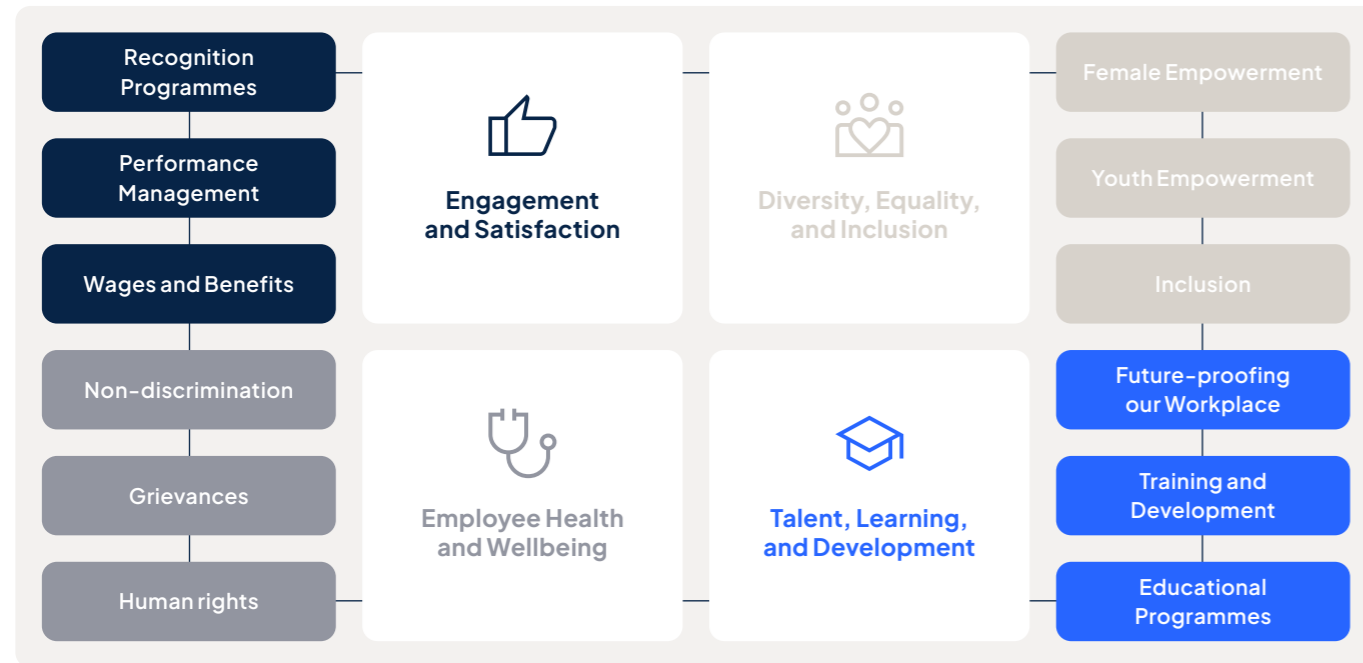 Recognition
Programmes
Performance
Management
Wages and Benefits
Non-discrimination
Grievances
Human rights
Engagement
and Satisfaction
Diversity, Equality,
and Inclusion
Employee Health
and Wellbeing
Talent, Learning,
and Development
Female Empowerment
Youth Empowerment
Inclusion
Future-proofing
our Workplace
Training and
Development
Educational
Programmes